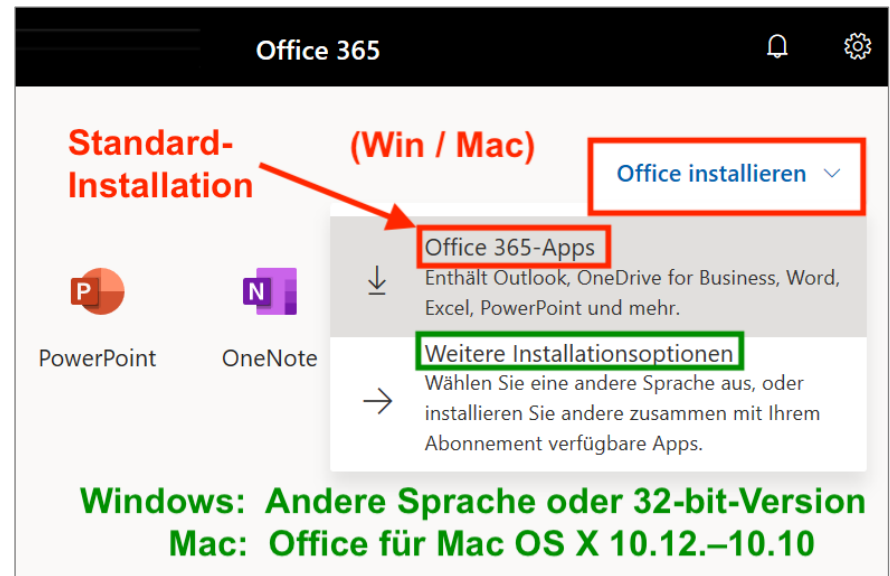 Office 365
Standard-
Installation
(Win / Mac)
Office installieren
Office 365-Apps
Enthält Outlook, OneDrive for Business, Word,
Excel, PowerPoint und mehr.
PowerPoint
OneNote
Weitere Installationsoptionen
Wählen Sie eine andere Sprache aus, oder
installieren Sie andere zusammen mit Ihrem
Abonnement verfügbare Apps.
Windows: Andere Sprache oder 32-bit-Version
Mac: Office für Mac OS X 10.12.–10.10